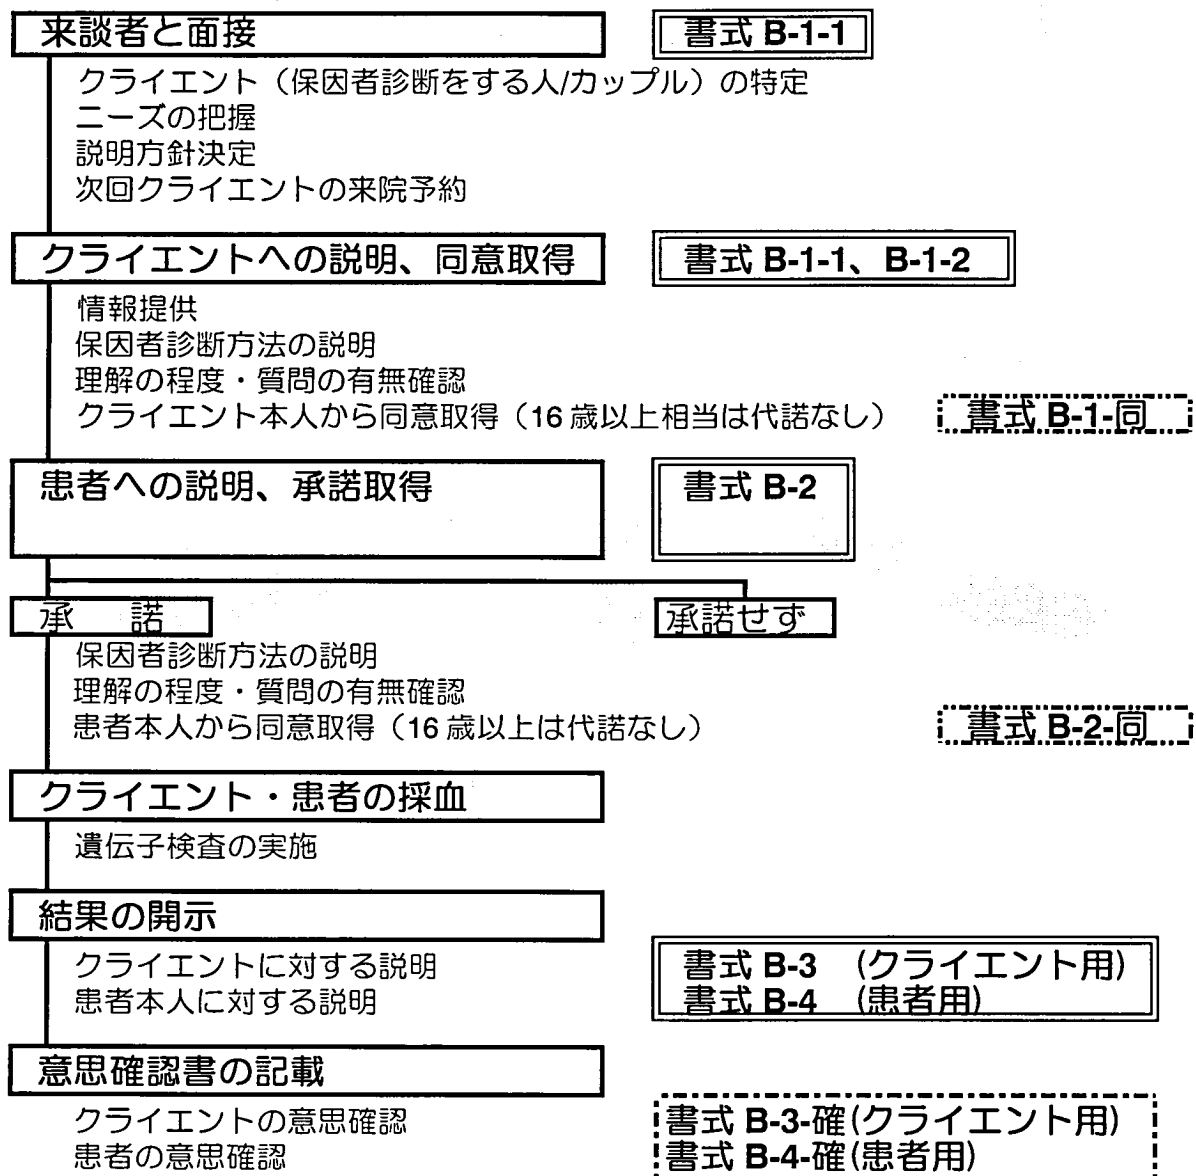 来談者と面接 書式 B-1-1
クライエント（保因者診断をする人/カップル）の特定
ニーズの把握
説明方針決定
次回クライエントの来院予約
クライエントへの説明、同意取得 書式 B-1-1、B-1-2
情報提供
保因者診断方法の説明
理解の程度・質問の有無確認
クライエント本人から同意取得（16 歳以上相当は代諾なし） 書式 B-1-同
患者への説明、承諾取得 書式 B-2
承 諾 承諾せず
保因者診断方法の説明
理解の程度・質問の有無確認
患者本人から同意取得（16 歳以上は代諾なし） 書式 B-2-同
クライエント・患者の採血
遺伝子検査の実施
結果の開示
クライエントに対する説明 書式 B-3 (クライエント用)
患者本人に対する説明 書式 B-4 (患者用)
意思確認書の記載
クライエントの意思確認 書式 B-3-確(クライエント用)
患者の意思確認 書式 B-4-確(患者用)